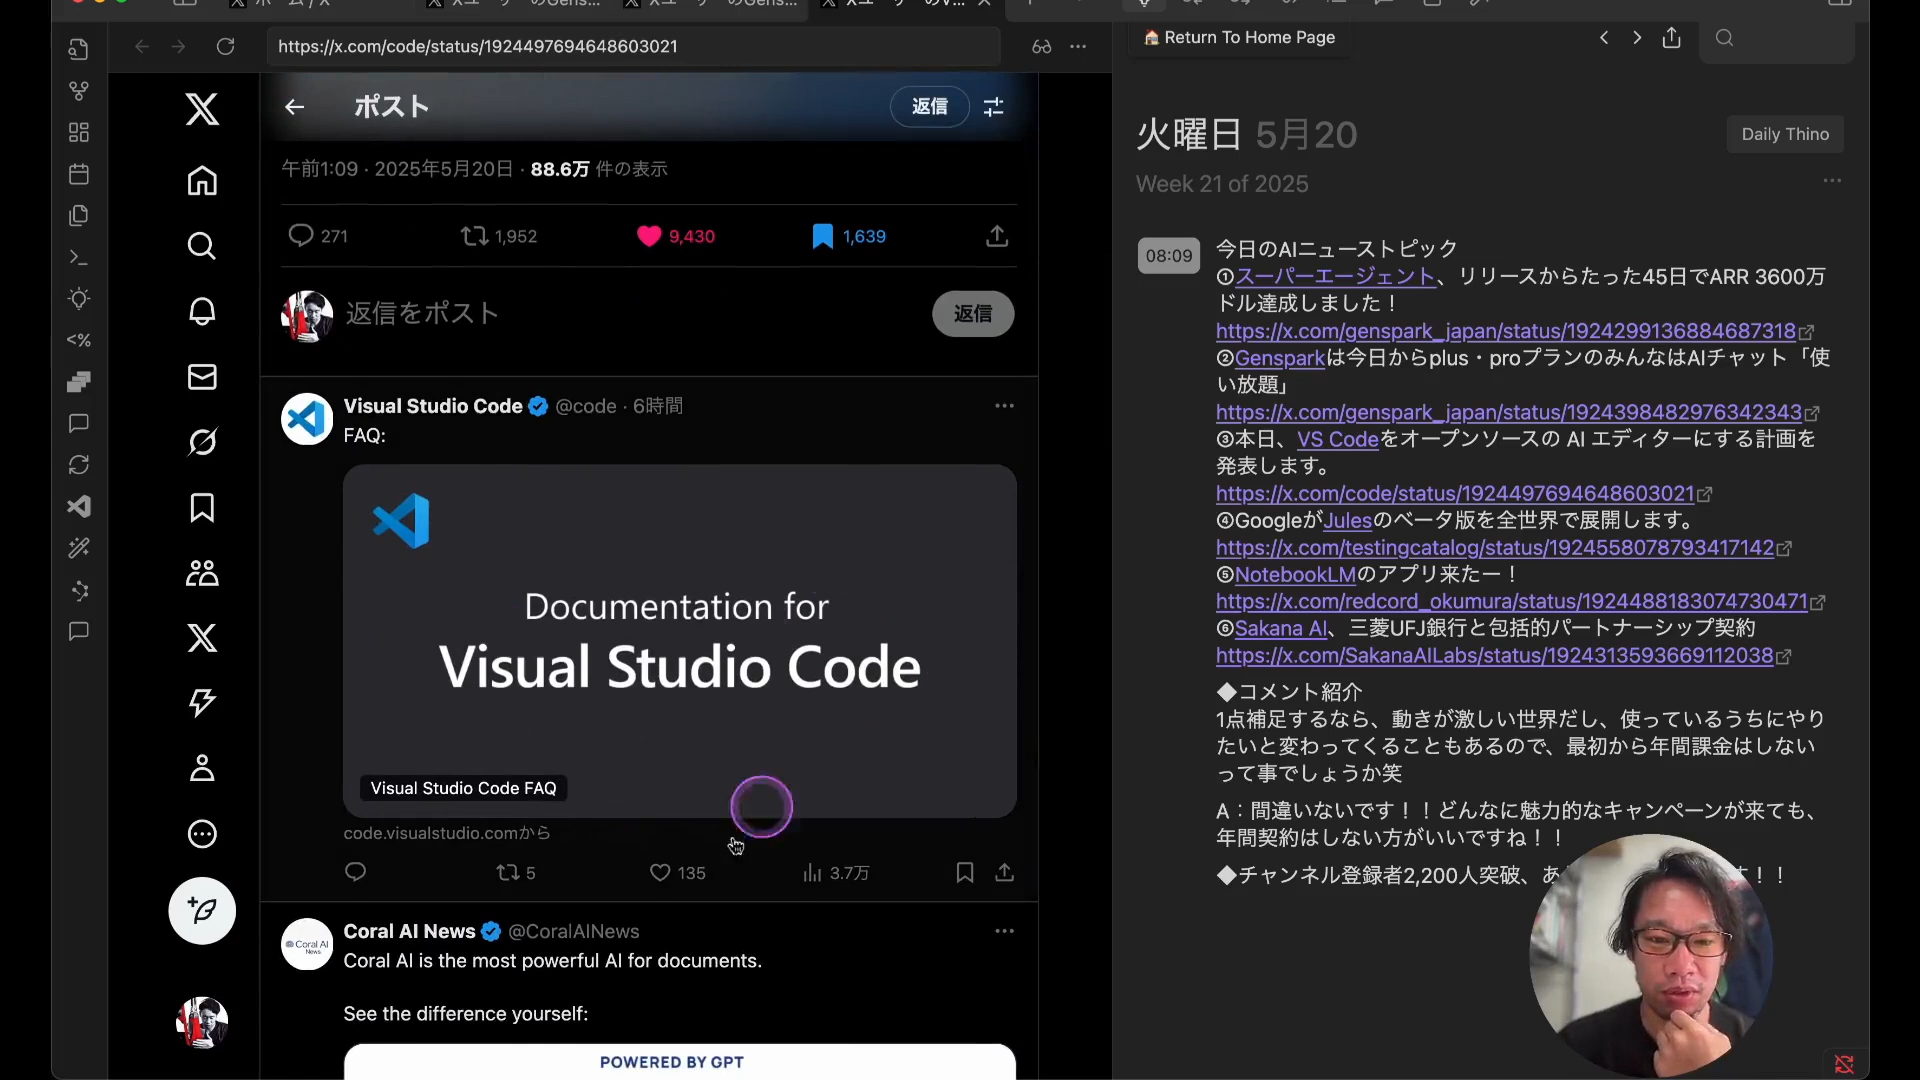 https://x.com/code/status/1924497694648603021
ポスト
返信
午前1:09 · 2025年5月20日 · 88.6万 件の表示
271
1,952
9,430
1,639
返信をポスト
返信
Visual Studio Code @code · 6時間
FAQ:
Documentation for
Visual Studio Code
Visual Studio Code FAQ
code.visualstudio.comから
5
135
3.7万
Coral AI News @CoralAINews
Coral AI is the most powerful AI for documents.
See the difference yourself:
POWERED BY GPT
Return To Home Page
火曜日 5月20
Daily Thino
Week 21 of 2025
08:09
今日のAIニューストピック
①スーパーエージェント、リリースからたった45日でARR 3600万
ドル達成しました！
https://x.com/genspark_japan/status/1924299136884687318
②Gensparkは今日からplus・proプランのみんなはAIチャット「使
い放題」
https://x.com/genspark_japan/status/1924398482976342343
③本日、VS Codeをオープンソースの AI エディターにする計画を
発表します。
https://x.com/code/status/1924497694648603021
④GoogleがJulesのベータ版を全世界で展開します。
https://x.com/testingcatalog/status/1924558078793417142
⑤NotebookLMのアプリ来たー！
https://x.com/redcord_okumura/status/1924488183074730471
⑥Sakana AI、三菱UFJ銀行と包括的パートナーシップ契約
https://x.com/SakanaAILabs/status/1924313593669112038
◆コメント紹介
1点補足するなら、動きが激しい世界だし、使っているうちにやり
たいと変わってくることもあるので、最初から年間課金はしない
って事でしょうか笑
A：間違いないです！！どんなに魅力的なキャンペーンが来ても、
年間契約はしない方がいいですね！！
◆チャンネル登録者2,200人突破、あ
！！